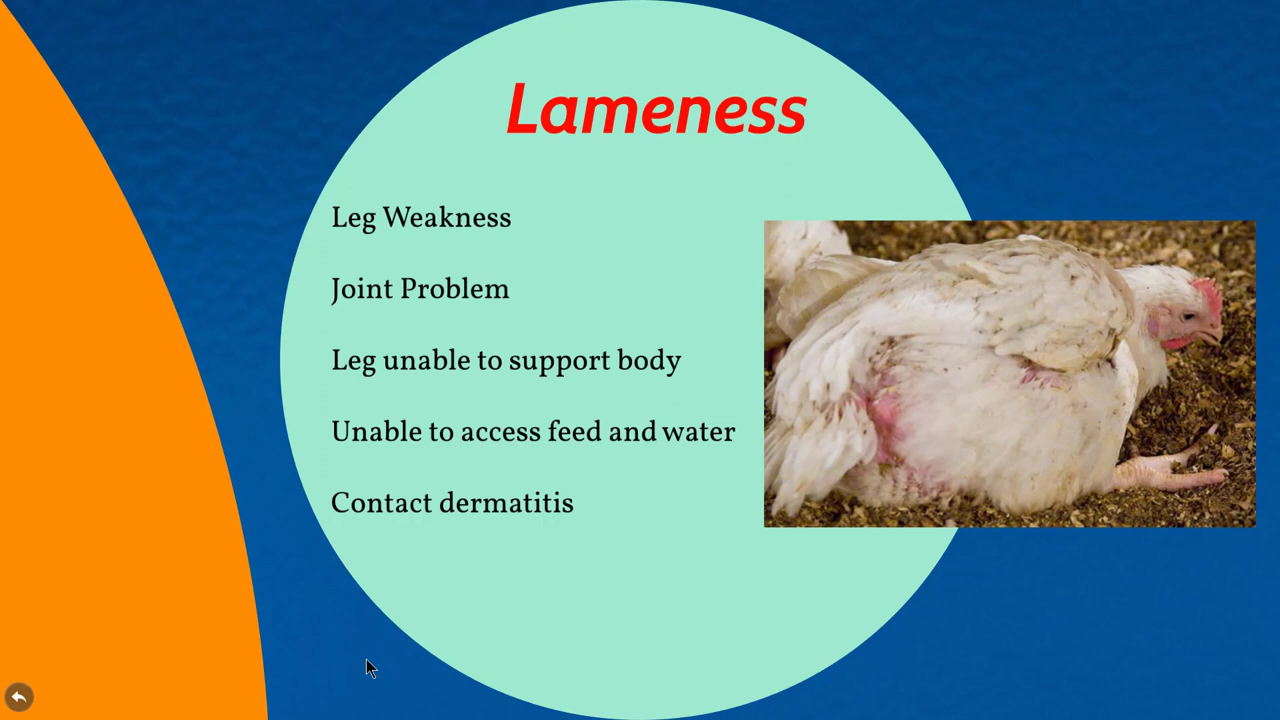 Lameness
Leg Weakness
Joint Problem
Leg unable to support body
Unable to access feed and water
Contact dermatitis